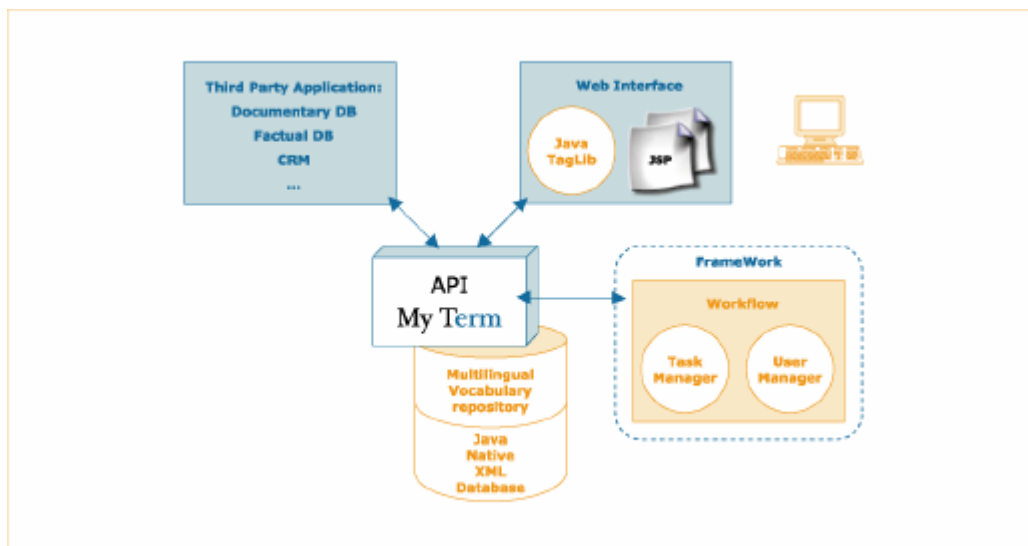 Third Party Application:
Documentary DB
Factual DB
CRM
...
Web Interface
Java
TagLib
JSP
API
My Term
FrameWork
Workflow
Task
Manager
User
Manager
Multilingual
Vocabulary
repository
Java
Native
XML
Database